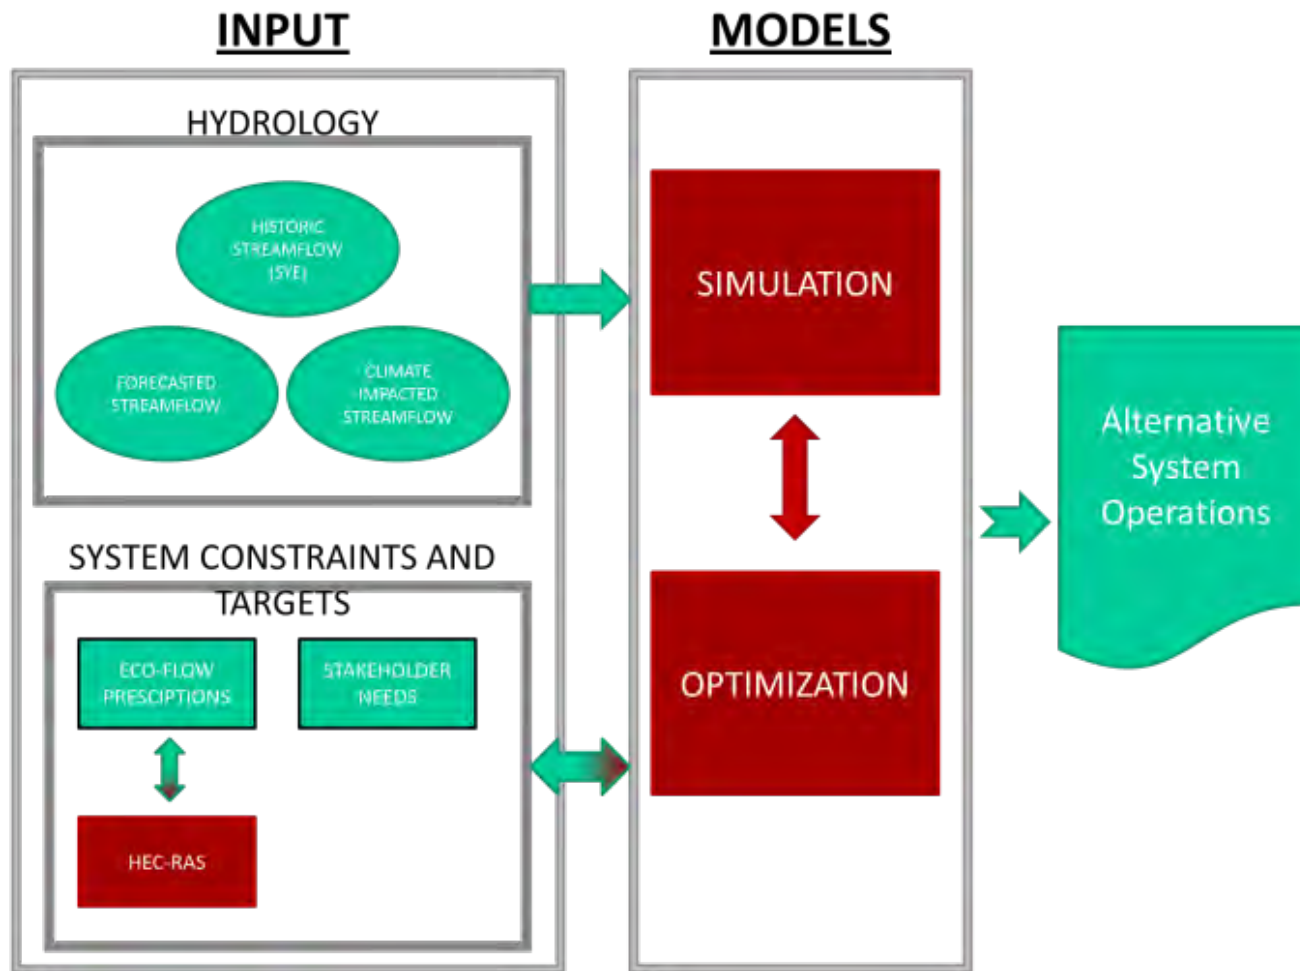 INPUT
MODELS
HYDROLOGY
HISTORIC
STREAMFLOW
(SYE)
FORECASTED
STREAMFLOW
CLIMATE
IMPACTED
STREAMFLOW
SYSTEM CONSTRAINTS AND
TARGETS
ECO-FLOW
PRESCIPTIONS
STAKEHOLDER
NEEDS
HEC-RAS
SIMULATION
OPTIMIZATION
Alternative
System
Operations